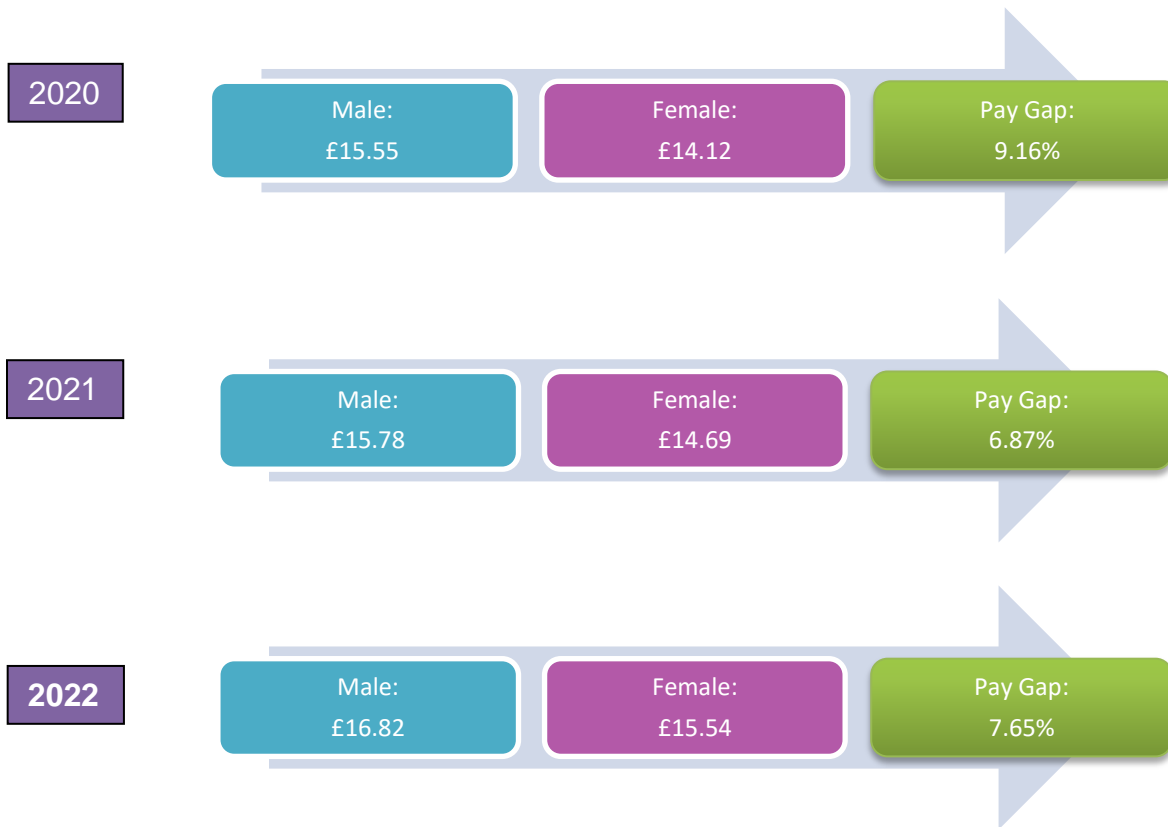 2020
Male:
£15.55
Female:
£14.12
Pay Gap:
9.16%
2021
Male:
£15.78
Female:
£14.69
Pay Gap:
6.87%
2022
Male:
£16.82
Female:
£15.54
Pay Gap:
7.65%